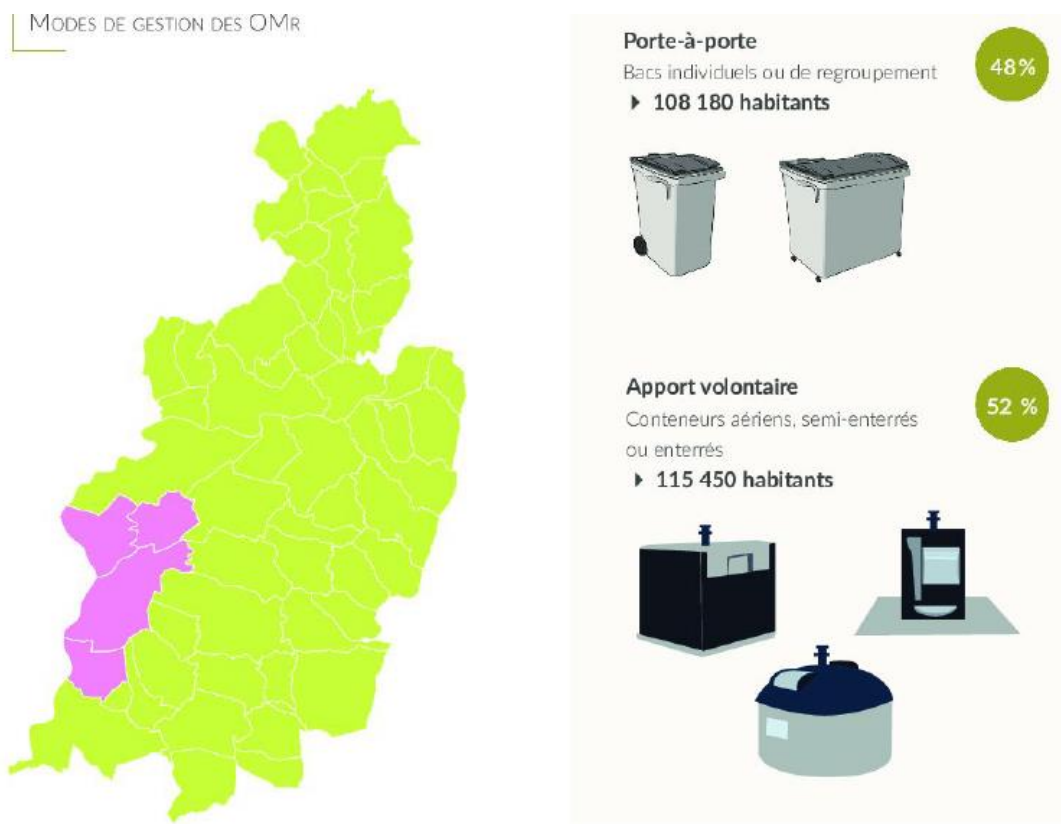 MODES DE GESTION DES OMR
Porte-à-porte
48%
Bacs individuels ou de regroupement
▶ 108 180 habitants
Apport volontaire
52 %
Conteneurs aériens, semi-enterrés
ou enterrés
▶ 115 450 habitants